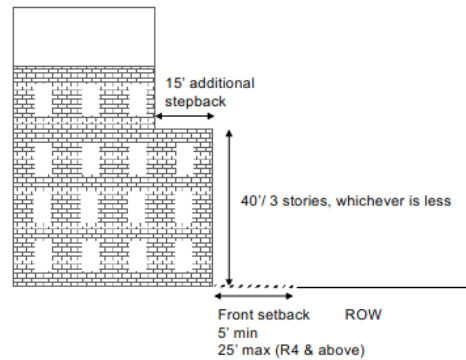 15' additional
stepback
40'/ 3 stories, whichever is less
Front setback ROW
5' min
25' max (R4 & above)